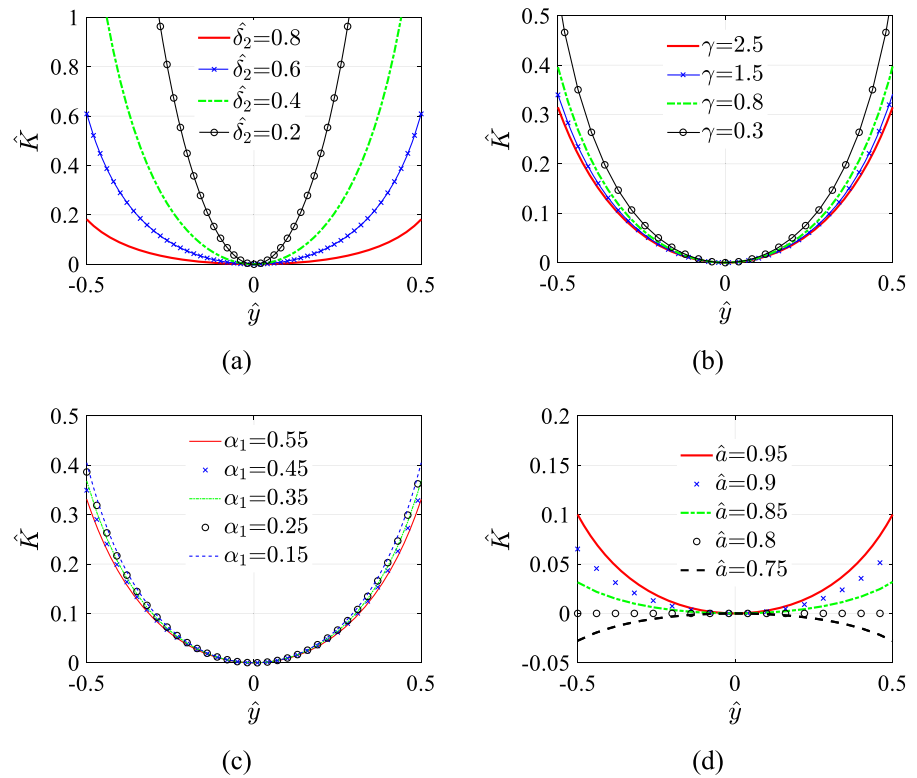 1
0.8
0.6
0.4
0.2
0
-0.5
0
0.5
K̂
ŷ
δ̂₂=0.8
δ̂₂=0.6
δ̂₂=0.4
δ̂₂=0.2
(a)
0.5
0.4
0.3
0.2
0.1
0
-0.5
0
0.5
K̂
ŷ
γ=2.5
γ=1.5
γ=0.8
γ=0.3
(b)
0.5
0.4
0.3
0.2
0.1
0
-0.5
0
0.5
K̂
ŷ
α₁=0.55
α₁=0.45
α₁=0.35
α₁=0.25
α₁=0.15
(c)
0.2
0.15
0.1
0.05
0
-0.05
-0.5
0
0.5
K̂
ŷ
â=0.95
â=0.9
â=0.85
â=0.8
â=0.75
(d)